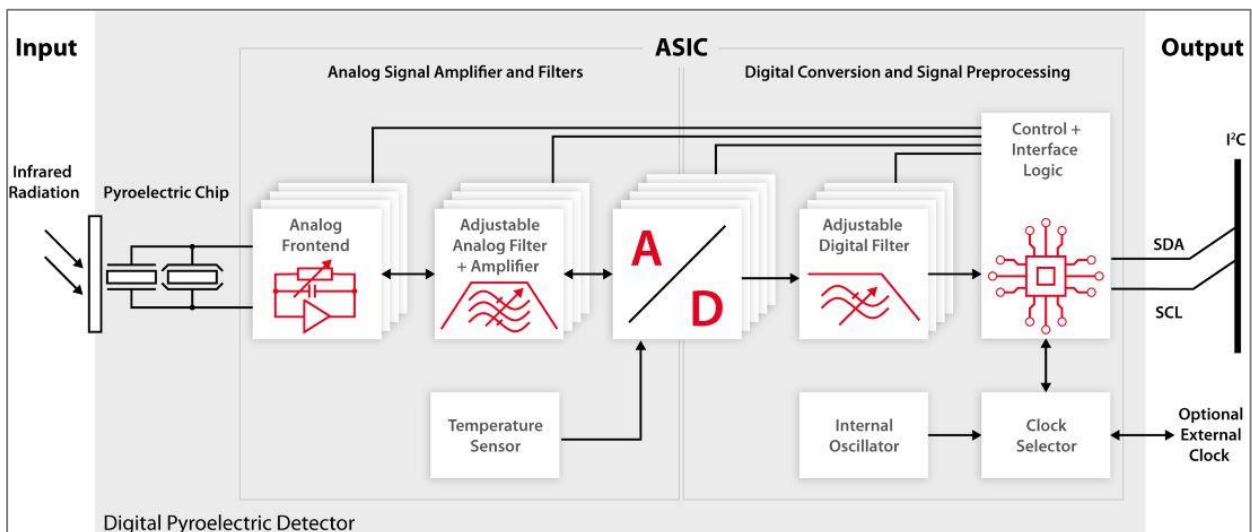 Input
ASIC
Output
Analog Signal Amplifier and Filters
Digital Conversion and Signal Preprocessing
Control +
Interface
Logic
I²C
Infrared
Radiation
Pyroelectric Chip
Analog
Frontend
Adjustable
Analog Filter
+ Amplifier
A
D
Adjustable
Digital Filter
SDA
SCL
Temperature
Sensor
Internal
Oscillator
Clock
Selector
Optional
External
Clock
Digital Pyroelectric Detector